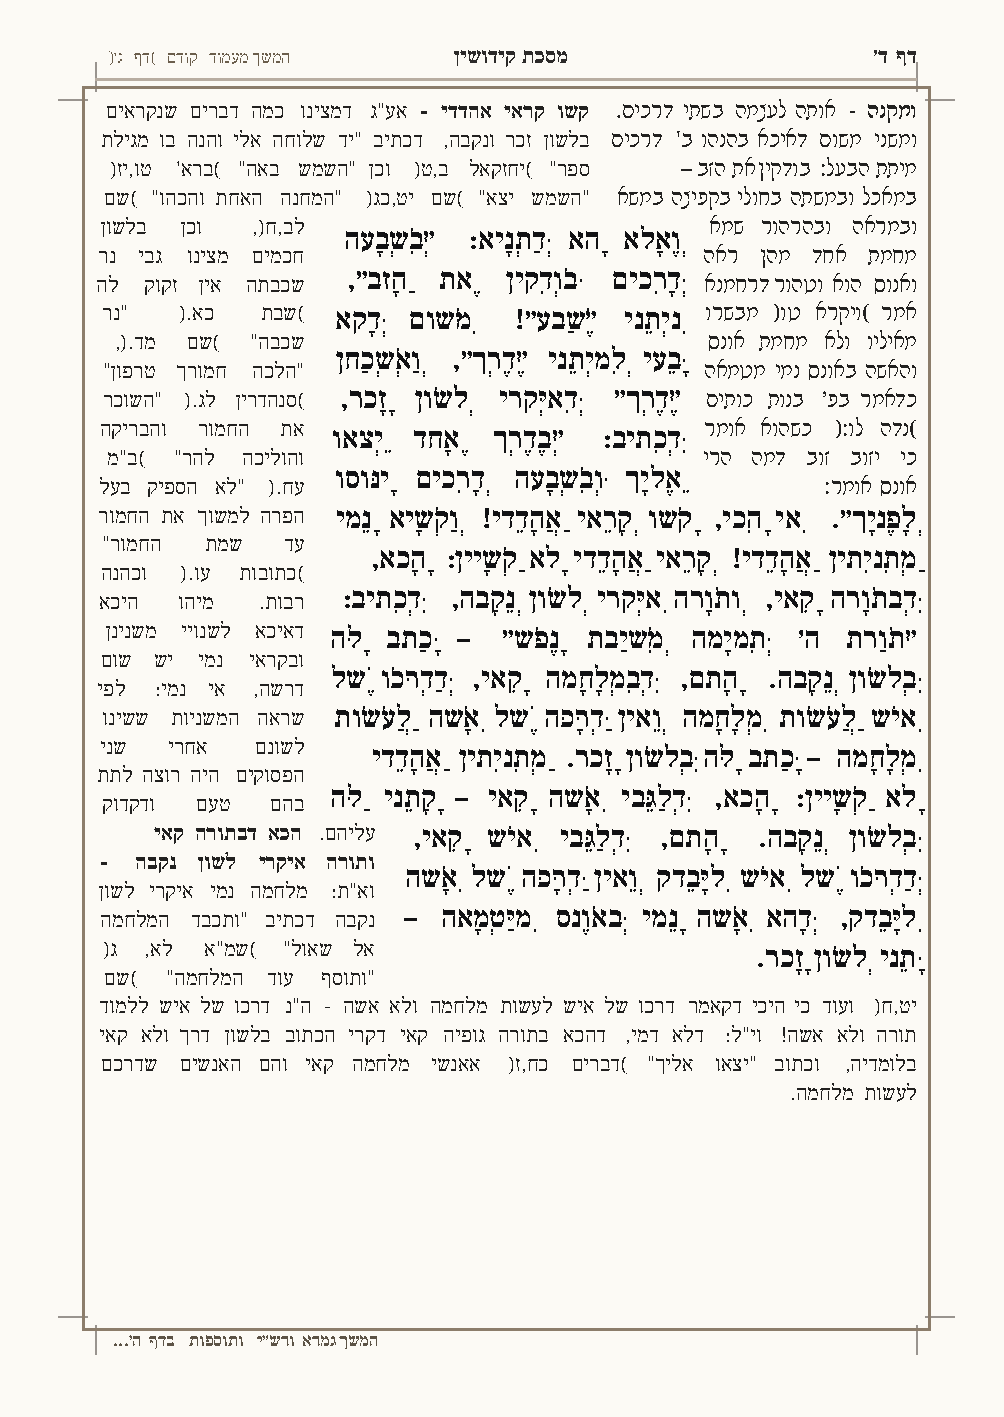 דף ד׳
מסכת קידושין
המשך מעמוד קודם (דף ג׳)
ומקנה - אותה לעצמה בשתי דרכים.
ומשני משום דאיכא בהנהו ב' דרכים
מיתת הבעל: בודקין את הזב –
במאכל ובמשתה בחולי בקפיצה במשא
ובמראה ובהרהור שמא
מחמת אחד מהן ראה
ואנוס הוא וטהור דרחמנא
אמר (ויקרא טו) מבשרו
מאיליו ולא מחמת אונס
והאשה באונס נמי מטמאה
כדאמר בפ' בנות כותים
(נדה לו:) כשהוא אומר
כי יזוב זוב דמה הרי
אונס אומר:
וְאֶלָּא הָא דְּתַנְיָא: ״בְּשִׁבְעָה
דְּרָכִים בּוֹדְקִין אֶת הַזָּב״,
נִיתְנֵי ״שֶׁבַע״! מִשּׁוּם דְּקָא
בָּעֵי לְמִיתְנֵי ״דֶּרֶךְ״, וְאַשְׁכְּחַן
״דֶּרֶךְ״ דְּאִיקְּרִי לְשׁוֹן זָכָר,
דִּכְתִיב: ״בְּדֶרֶךְ אֶחָד יֵצְאוּ
אֵלֶיךָ וּבְשִׁבְעָה דְרָכִים יָנוּסוּ
לְפָנֶיךָ״. אִי הָכִי, קָשׁוּ קְרָאֵי אַהֲדָדֵי! וְקַשְׁיָא נָמֵי
מַתְנִיתִין אַהֲדָדֵי! קְרָאֵי אַהֲדָדֵי לָא קַשְׁיָין: הָכָא,
דִּבְתוֹרָה קָאֵי, וְתוֹרָה אִיקְּרִי לְשׁוֹן נְקֵבָה, דִּכְתִיב:
״תּוֹרַת ה׳ תְּמִימָה מְשִׁיבַת נָפֶשׁ״ – כָּתַב לָהּ
בִּלְשׁוֹן נְקֵבָה. הָתָם, דִּבְמִלְחָמָה קָאֵי, דְּדַרְכּוֹ שֶׁל
אִישׁ לַעֲשׂוֹת מִלְחָמָה וְאֵין דַּרְכָּהּ שֶׁל אִשָּׁה לַעֲשׂוֹת
מִלְחָמָה – כָּתַב לָהּ בִּלְשׁוֹן זָכָר. מַתְנִיתִין אַהֲדָדֵי
לָא קַשְׁיָין: הָכָא, דִּלְגַבֵּי אִשָּׁה קָאֵי – קָתָנֵי לַהּ
בִּלְשׁוֹן נְקֵבָה. הָתָם, דִּלְגַבֵּי אִישׁ קָאֵי,
דְּדַרְכּוֹ שֶׁל אִישׁ לִיבָּדֵק וְאֵין דַּרְכָּהּ שֶׁל אִשָּׁה
לִיבָּדֵק, דְּהָא אִשָּׁה נָמֵי בְּאוֹנֶס מִיטַּמְּאָה –
תָּנֵי לְשׁוֹן זָכָר.
קשו קראי אהדדי - אע"ג דמצינו כמה דברים שנקראים
בלשון זכר ונקבה, דכתיב "יד שלוחה אלי והנה בו מגילת
ספר" (יחזקאל ב,ט) וכן "השמש באה" (ברא' טו,יז)
"השמש יצא" (שם יט,כג) "המחנה האחת והכהו" (שם
לב,ח), וכן בלשון
חכמים מצינו גבי נר
שכבתה אין זקוק לה
(שבת כא.) "נר
שכבה" (שם מד.),
"הלכה חמורך טרפון"
(סנהדרין לג.) "השוכר
את החמור והבריקה
והוליכה להר" (ב"מ
עח.) "לא הספיק בעל
הפרה למשוך את החמור
עד שמת החמור"
(כתובות עו.) וכהנה
רבות. מיהו היכא
דאיכא לשנויי משנינן
ובקראי נמי יש שום
דרשה, אי נמי: לפי
שראה המשניות ששינו
לשונם אחרי שני
הפסוקים היה רוצה לתת
בהם טעם ודקדוק
עליהם. הכא דבתורה קאי
ותורה איקרי לשון נקבה -
וא"ת: מלחמה נמי איקרי לשון
נקבה דכתיב "ותכבד המלחמה
אל שאול" (שמ"א לא, ג)
"ותוסף עוד המלחמה" (שם
יט,ח) ועוד כי היכי דקאמר דרכו של איש לעשות מלחמה ולא אשה - ה"נ דרכו של איש ללמוד
תורה ולא אשה! וי"ל: דלא דמי, דהכא בתורה גופיה קאי דקרי הכתוב בלשון דרך ולא קאי
בלומדיה, וכתוב "יצאו אליך" (דברים כח,ז) אאנשי מלחמה קאי והם האנשים שדרכם
לעשות מלחמה.
המשך גמרא ורש״י ותוספות בדף ה׳...